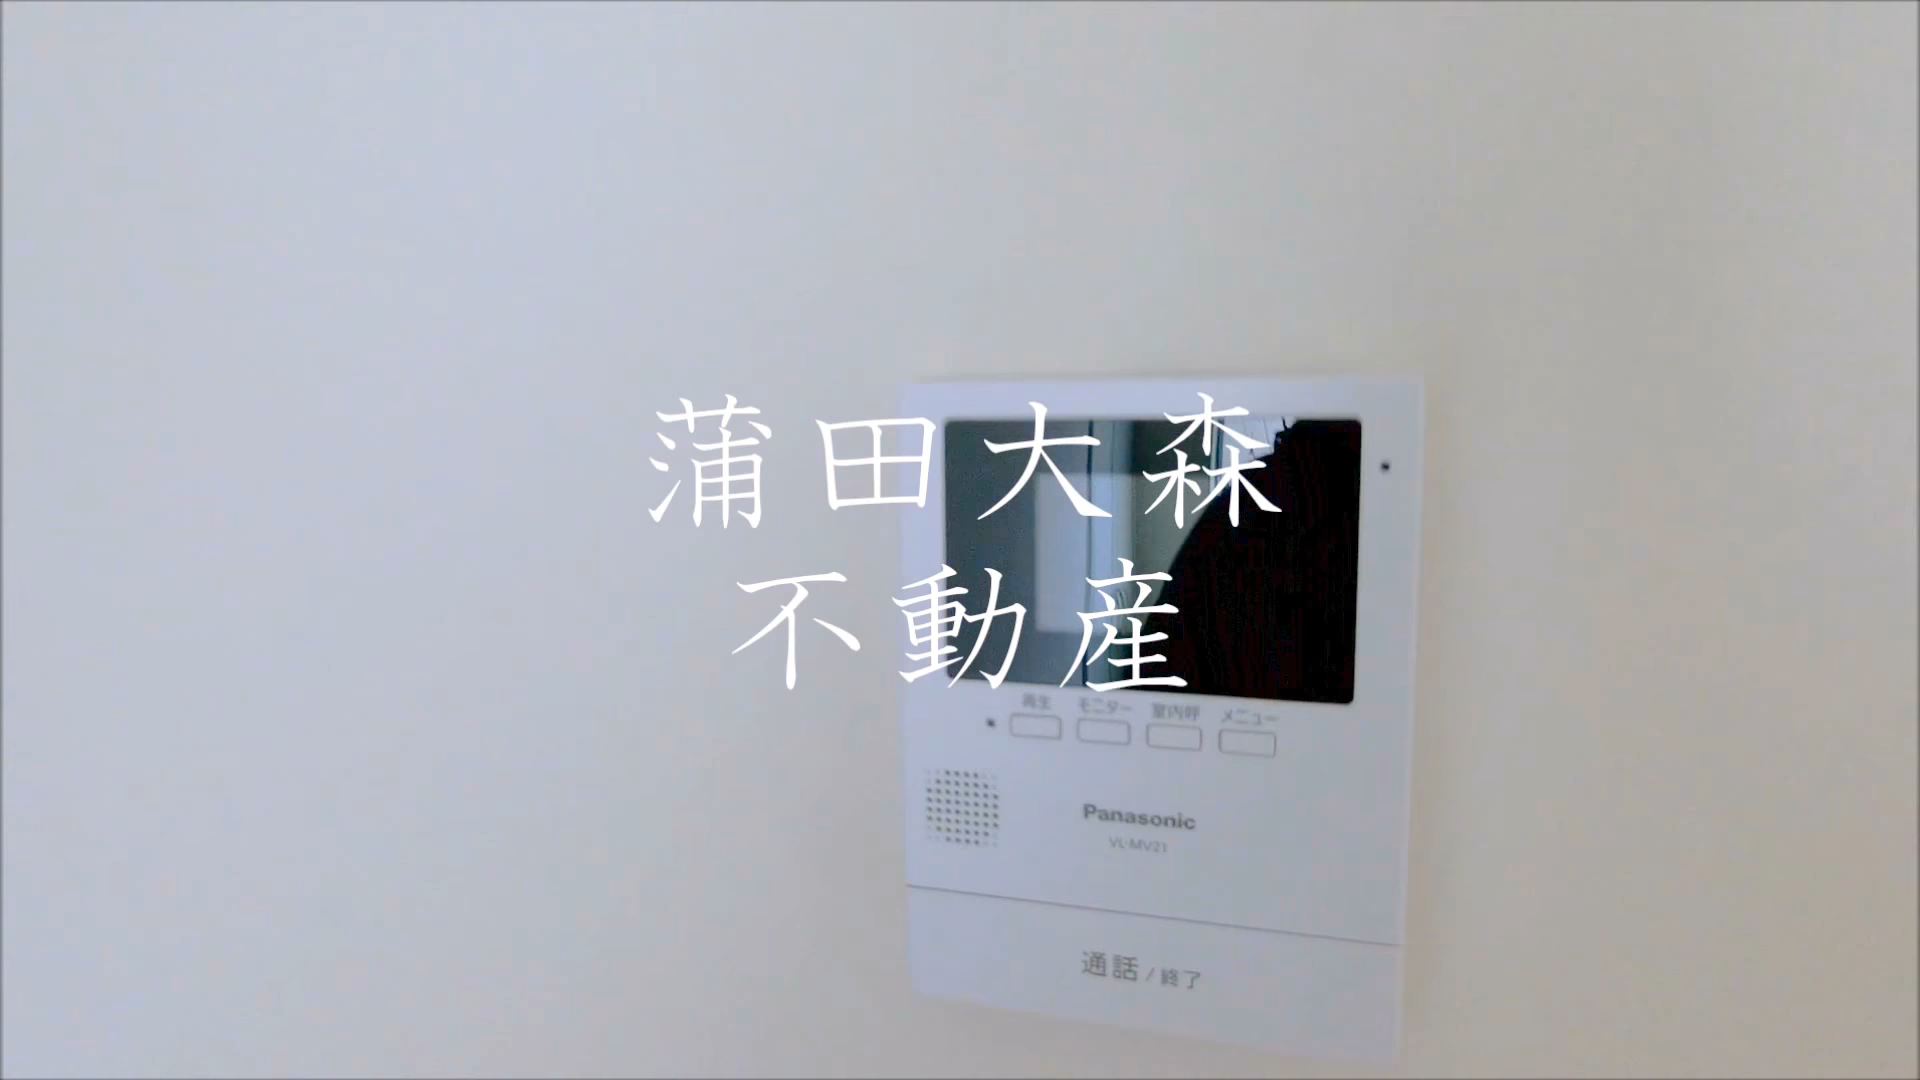 蒲田大森
不動産
再生 モニター 室内呼 メニュー
Panasonic
VL-MV21
通話 / 終了